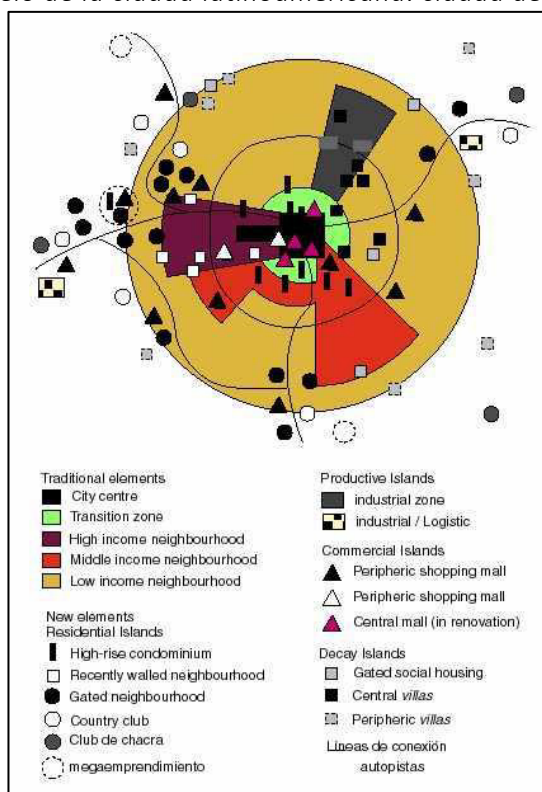 Traditional elements
City centre
Transition zone
High income neighbourhood
Middle income neighbourhood
Low income neighbourhood
New elements
Residential Islands
High-rise condominium
Recently walled neighbourhood
Gated neighbourhood
Country club
Club de chacra
megaemprendimiento
Productive Islands
industrial zone
industrial / Logistic
Commercial Islands
Peripheric shopping mall
Peripheric shopping mall
Central mall (in renovation)
Decay Islands
Gated social housing
Central villas
Peripheric villas
Líneas de conexión
autopistas